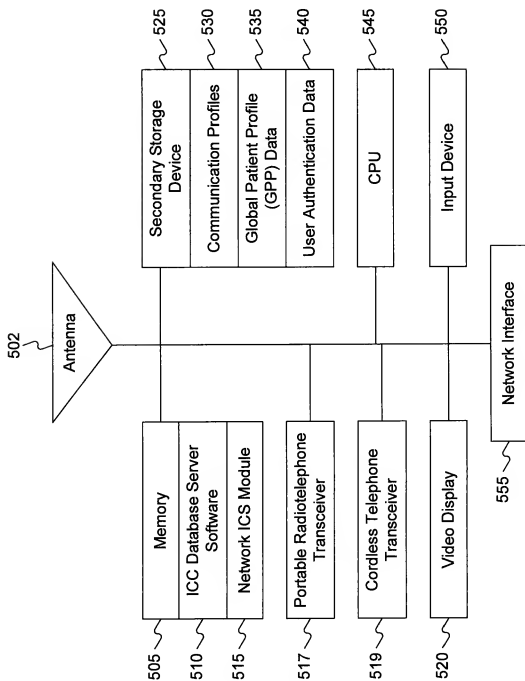 502
Antenna
505
Memory
510
ICC Database Server
Software
515
Network ICS Module
517
Portable Radiotelephone
Transceiver
519
Cordless Telephone
Transceiver
520
Video Display
Secondary Storage
Device
525
Communication Profiles
530
Global Patient Profile
(GPP) Data
535
User Authentication Data
540
CPU
545
Input Device
550
Network Interface
555